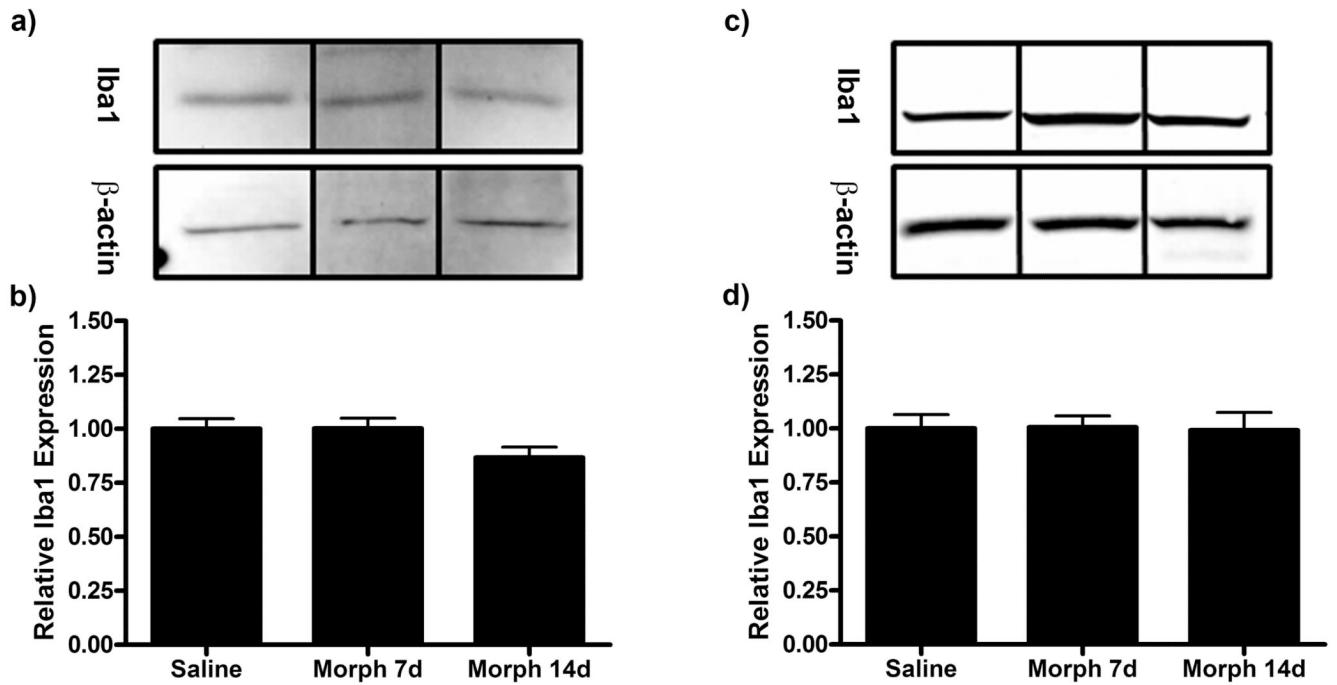 a)
Iba1
β-actin
b)
Relative Iba1 Expression
1.50
1.25
1.00
0.75
0.50
0.25
0.00
Saline
Morph 7d
Morph 14d
c)
Iba1
β-actin
d)
Relative Iba1 Expression
1.50
1.25
1.00
0.75
0.50
0.25
0.00
Saline
Morph 7d
Morph 14d